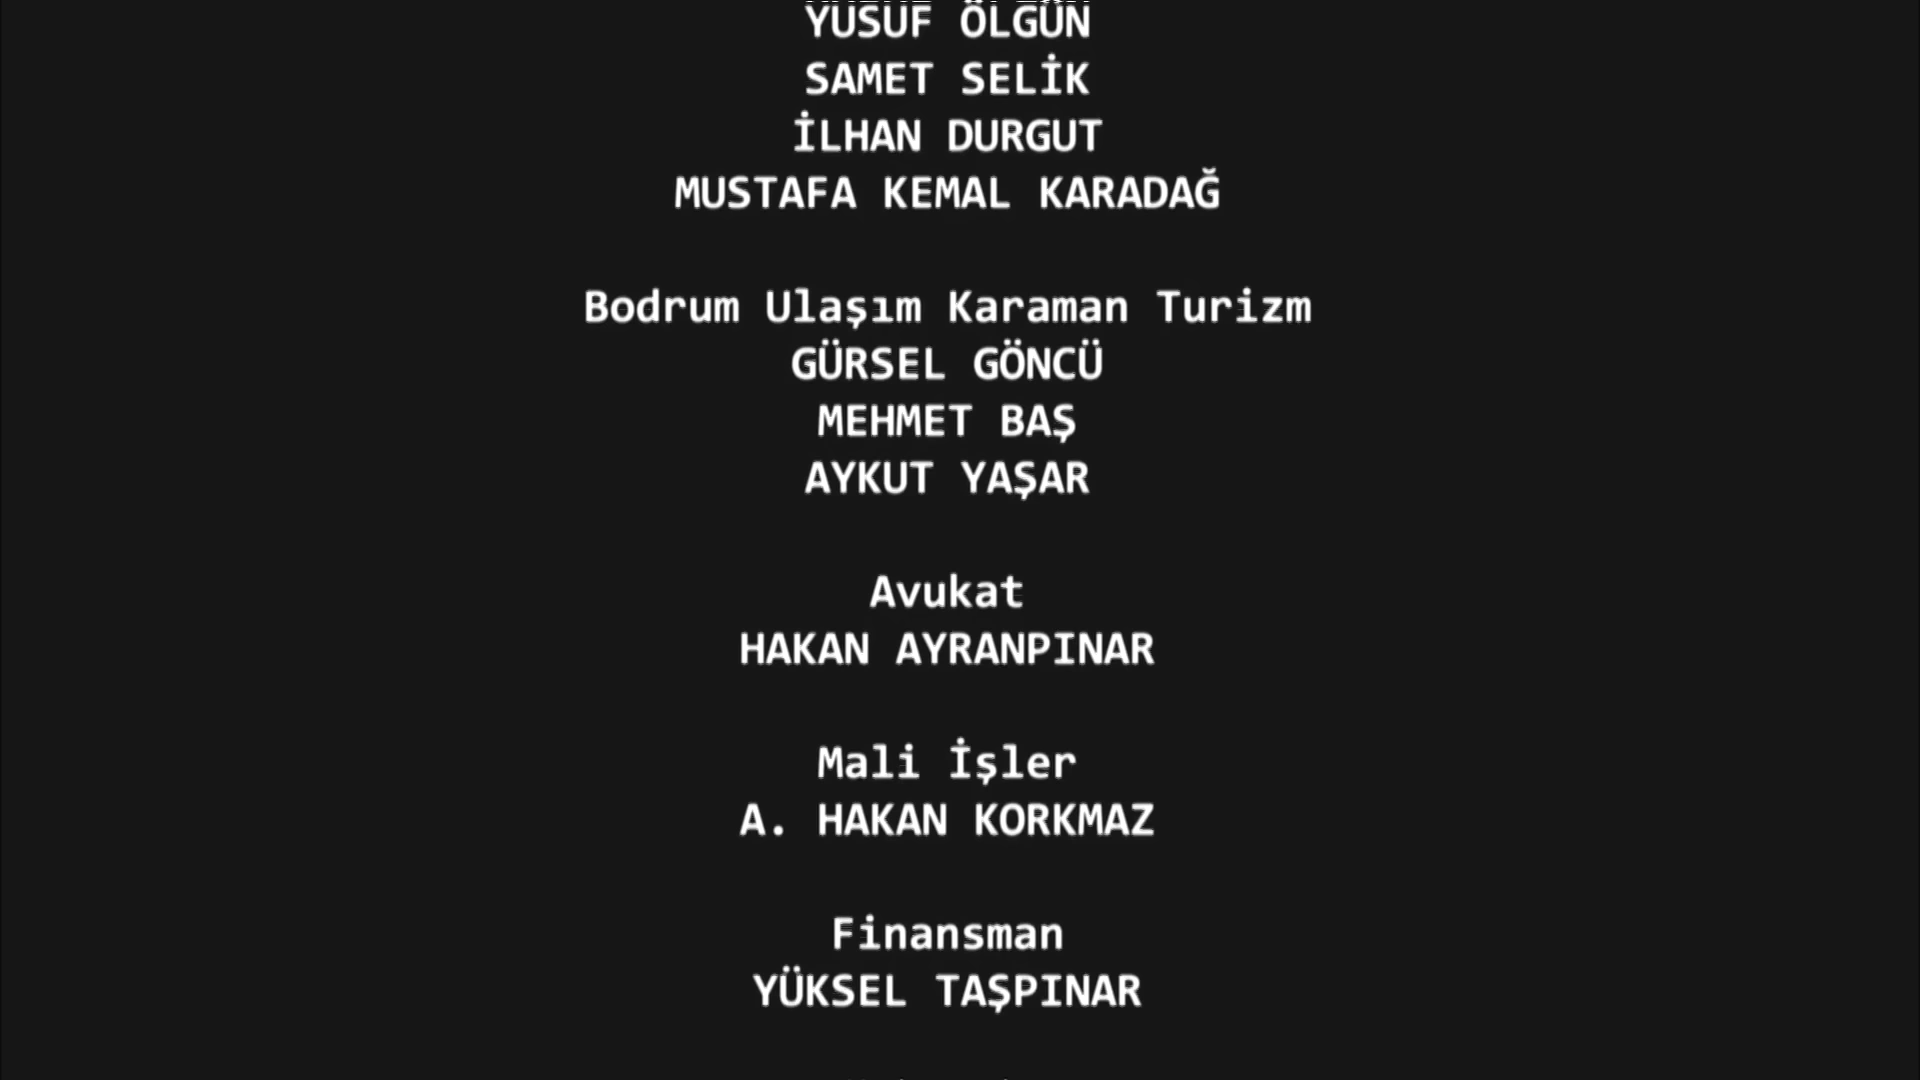 YUSUF ÖLGÜN
SAMET SELİK
İLHAN DURGUT
MUSTAFA KEMAL KARADAĞ
Bodrum Ulaşım Karaman Turizm
GÜRSEL GÖNCÜ
MEHMET BAŞ
AYKUT YAŞAR
Avukat
HAKAN AYRANPINAR
Mali İşler
A. HAKAN KORKMAZ
Finansman
YÜKSEL TAŞPINAR